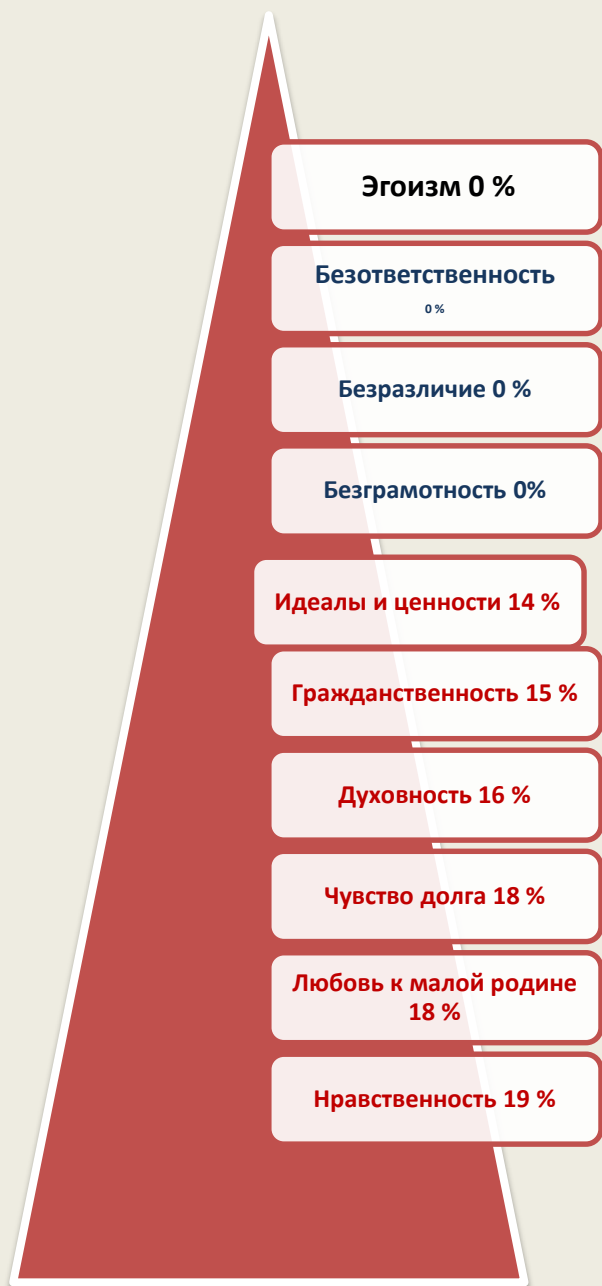 Эгоизм 0 %
Безответственность
0 %
Безразличие 0 %
Безграмотность 0%
Идеалы и ценности 14 %
Гражданственность 15 %
Духовность 16 %
Чувство долга 18 %
Любовь к малой родине
18 %
Нравственность 19 %